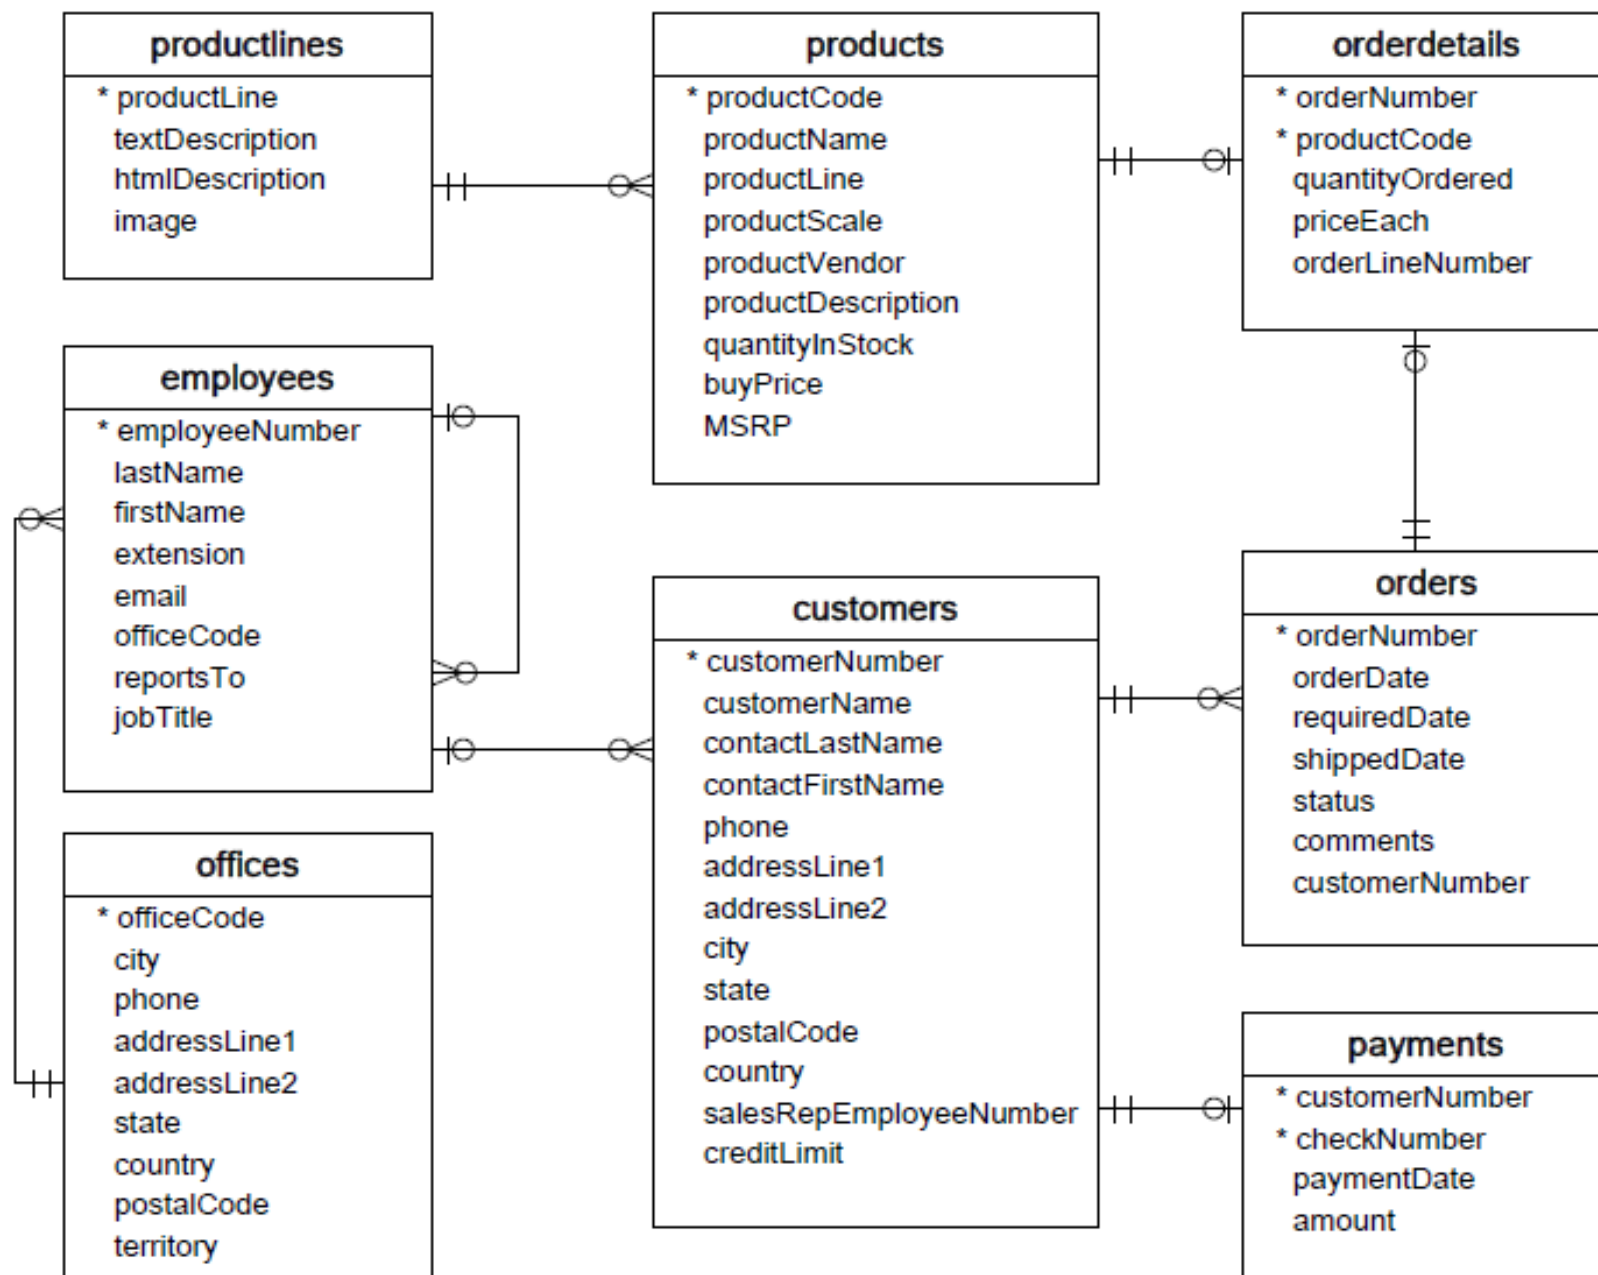 productlines
* productLine
textDescription
htmlDescription
image
products
* productCode
productName
productLine
productScale
productVendor
productDescription
quantityInStock
buyPrice
MSRP
orderdetails
* orderNumber
* productCode
quantityOrdered
priceEach
orderLineNumber
employees
* employeeNumber
lastName
firstName
extension
email
officeCode
reportsTo
jobTitle
customers
* customerNumber
customerName
contactLastName
contactFirstName
phone
addressLine1
addressLine2
city
state
postalCode
country
salesRepEmployeeNumber
creditLimit
orders
* orderNumber
orderDate
requiredDate
shippedDate
status
comments
customerNumber
offices
* officeCode
city
phone
addressLine1
addressLine2
state
country
postalCode
territory
payments
* customerNumber
* checkNumber
paymentDate
amount